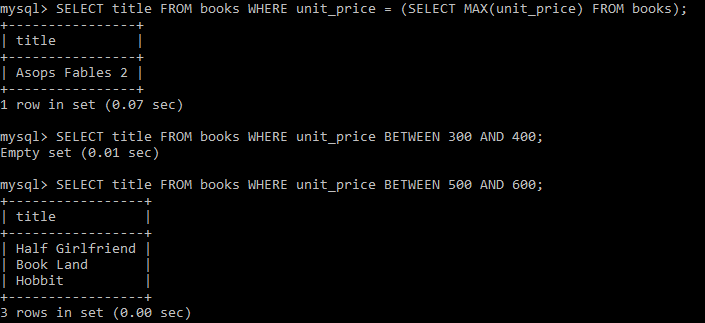 mysql> SELECT title FROM books WHERE unit_price = (SELECT MAX(unit_price) FROM books);
+----------------+
| title          |
+----------------+
| Asops Fables 2 |
+----------------+
1 row in set (0.07 sec)
mysql> SELECT title FROM books WHERE unit_price BETWEEN 300 AND 400;
Empty set (0.01 sec)
mysql> SELECT title FROM books WHERE unit_price BETWEEN 500 AND 600;
+-----------------+
| title           |
+-----------------+
| Half Girlfriend |
| Book Land       |
| Hobbit          |
+-----------------+
3 rows in set (0.00 sec)